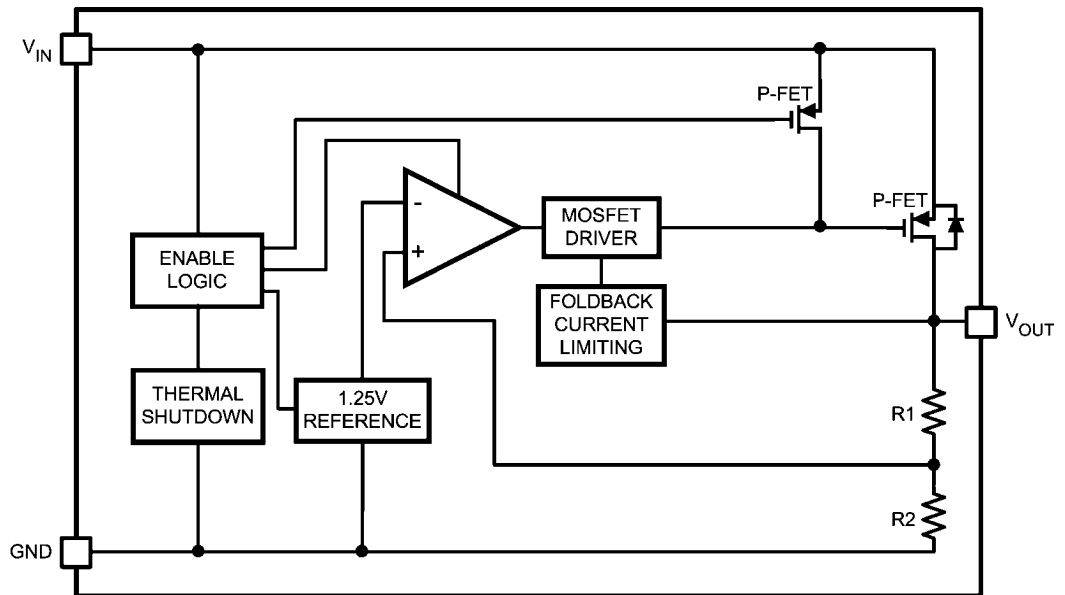 VIN
P-FET
P-FET
-
+
MOSFET
DRIVER
ENABLE
LOGIC
FOLDBACK
CURRENT
LIMITING
VOUT
THERMAL
SHUTDOWN
1.25V
REFERENCE
R1
R2
GND